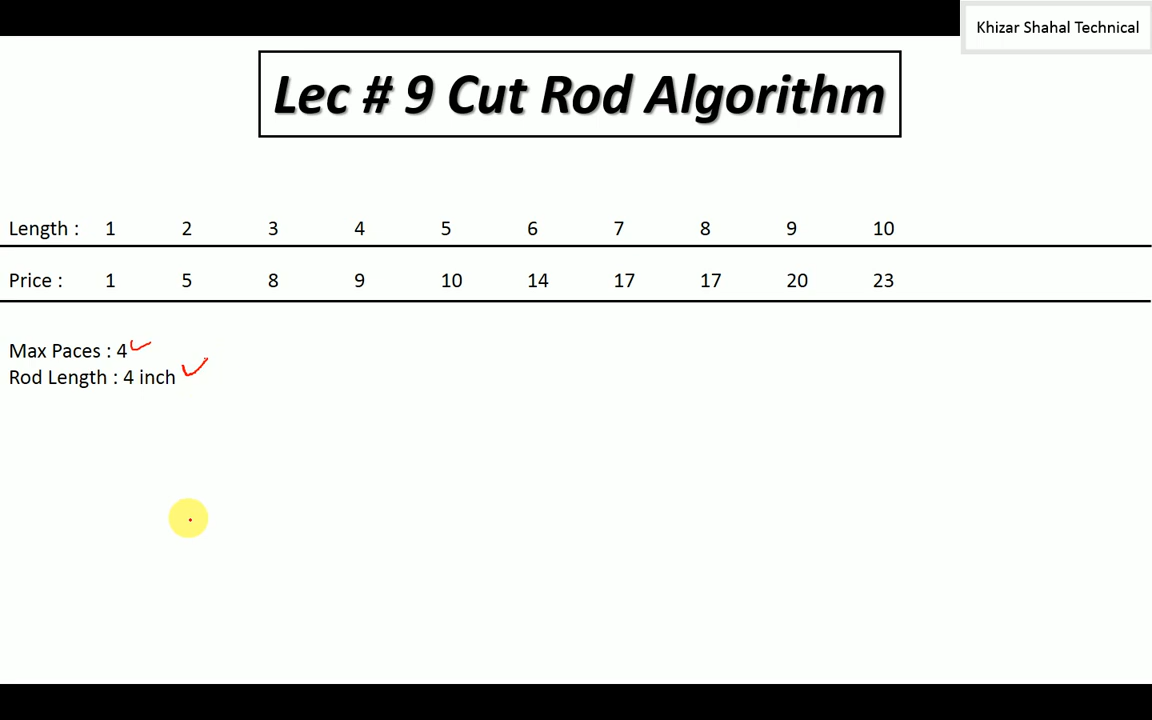 Khizar Shahal Technical
Lec # 9 Cut Rod Algorithm
Length : 1 2 3 4 5 6 7 8 9 10
Price : 1 5 8 9 10 14 17 17 20 23
Max Paces : 4
Rod Length : 4 inch